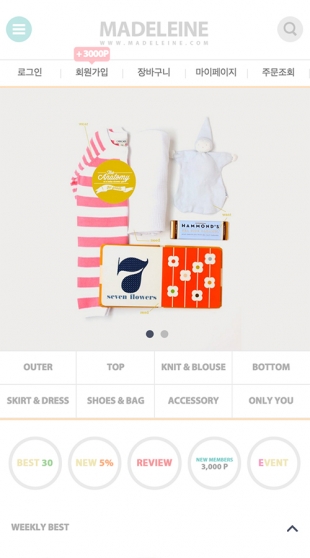 MADELEINE
WWW.MADELEINE.COM
+ 3000P
로그인 회원가입 장바구니 마이페이지 주문조회
The Anatomy
HAMMOND'S
7
seven flowers
OUTER TOP KNIT & BLOUSE BOTTOM
SKIRT & DRESS SHOES & BAG ACCESSORY ONLY YOU
BEST 30 NEW 5% REVIEW NEW MEMBERS 3,000 P EVENT
WEEKLY BEST